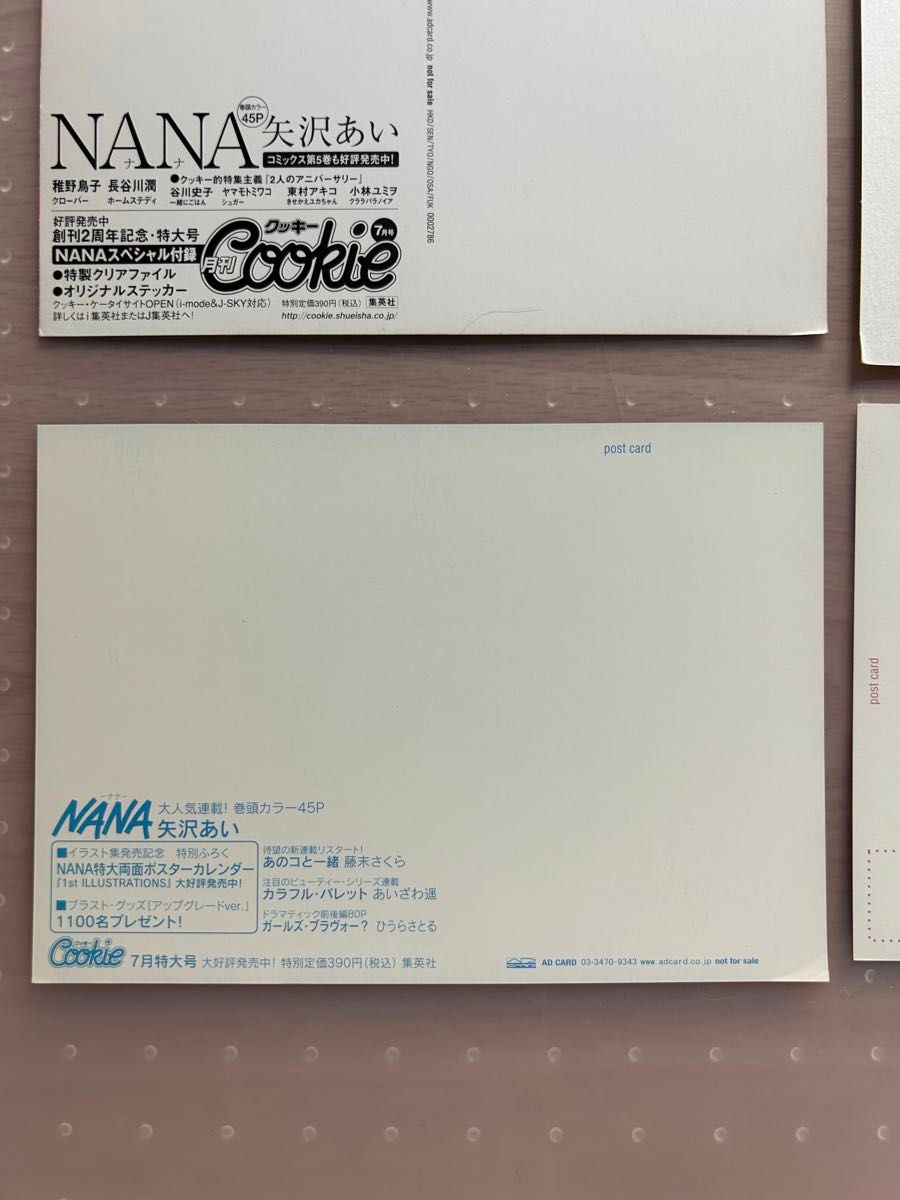 www.adcard.co.jp not for sale HKD/SEN/TYO/NGO/OSA/FUK 0002786
NANA
ナ ナ
巻頭カラー
45P
矢沢あい
コミックス第5巻も好評発売中!
稚野鳥子 長谷川潤
クローバー ホームステディ
●クッキー的特集主義『2人のアニバーサリー』
谷川史子 ヤマモトミワコ 東村アキコ 小林ユミヲ
一緒にごはん シュガー きせかえユカちゃん クララパラノイア
好評発売中
創刊2周年記念・特大号
NANAスペシャル付録
●特製クリアファイル
●オリジナルステッカー
クッキー
7月号
月刊 Cookie
クッキー・ケータイサイトOPEN(i-mode&J-SKY対応)
詳しくはi集英社またはJ集英社へ!
特別定価390円(税込) 集英社
http://cookie.shueisha.co.jp/
post card
－ナナ－
NANA
大人気連載! 巻頭カラー45P
矢沢あい
イラスト集発売記念 特別ふろく
NANA特大両面ポスターカレンダー
『1st ILLUSTRATIONS』大好評発売中!
ブラスト・グッズ[アップグレードver.]
1100名プレゼント!
待望の新連載リスタート!
あのコと一緒 藤末さくら
注目のビューティー・シリーズ連載
カラフル・パレット あいざわ遥
ドラマティック前後編80P
ガールズ・ブラヴォー? ひうらさとる
クッキー
Cookie 7月特大号 大好評発売中! 特別定価390円(税込) 集英社
AD CARD 03-3470-9343 www.adcard.co.jp not for sale
post card